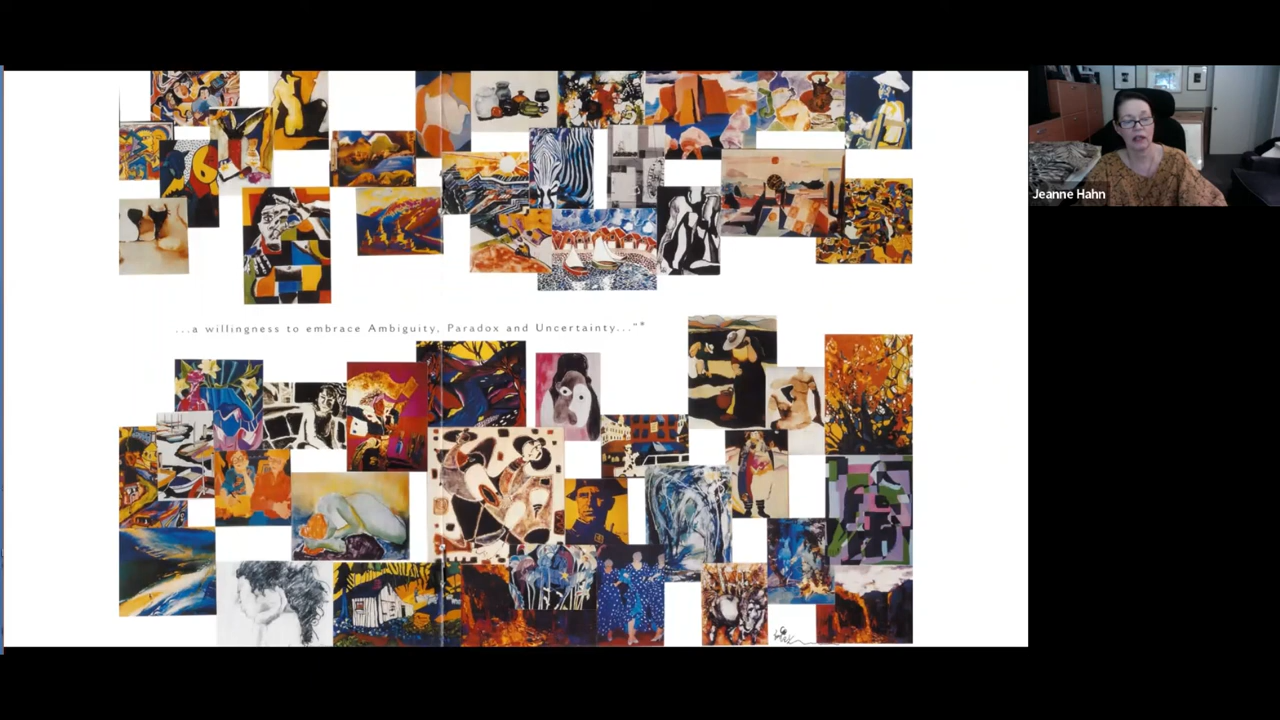 ...a willingness to embrace Ambiguity, Paradox and Uncertainty..."*
Jeanne Hahn